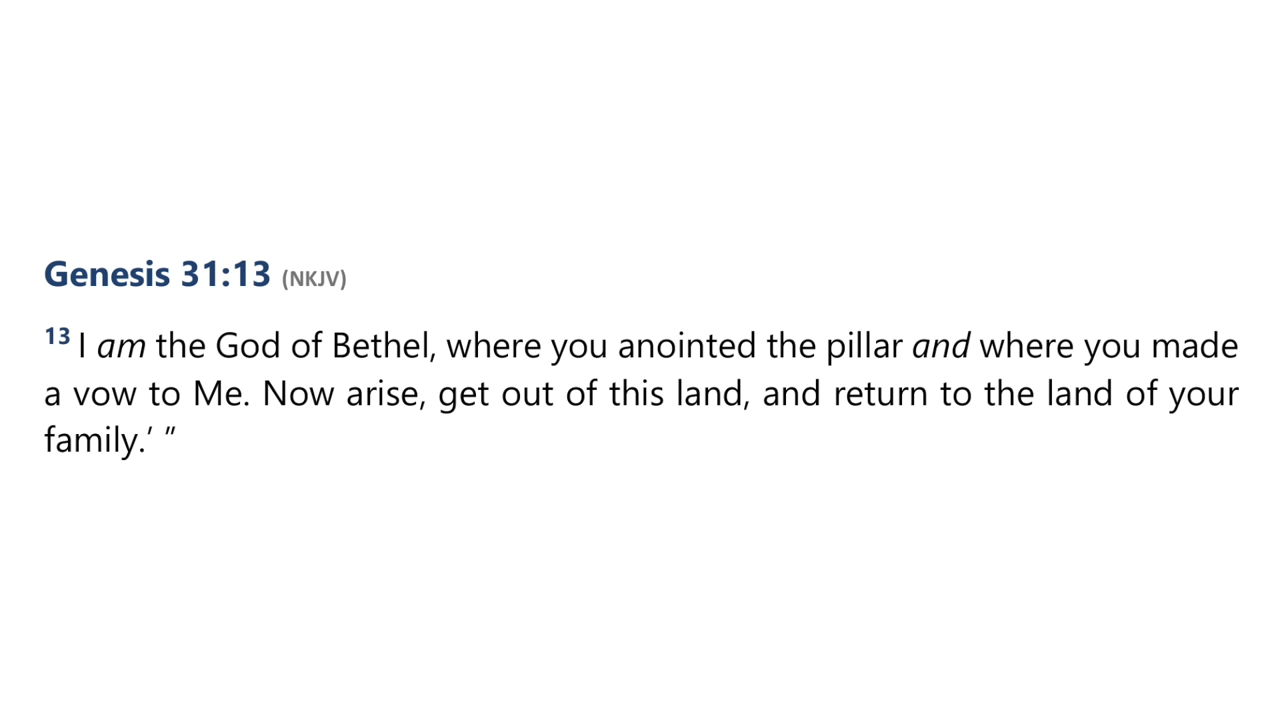 Genesis 31:13 (NKJV)
13 I am the God of Bethel, where you anointed the pillar and where you made
a vow to Me. Now arise, get out of this land, and return to the land of your
family.’ ”